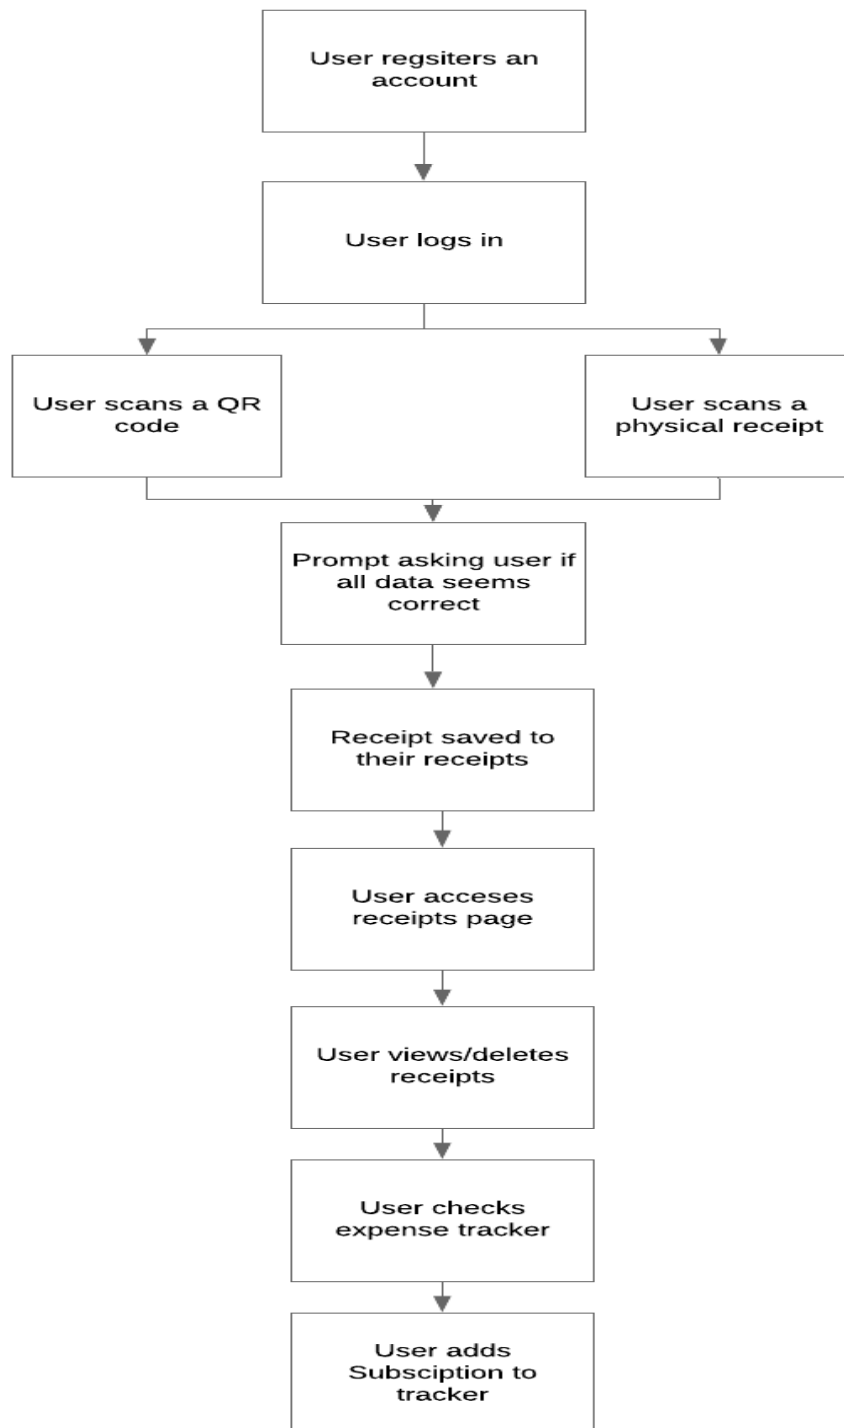 User regsiters an
account
User logs in
User scans a QR
code
User scans a
physical receipt
Prompt asking user if
all data seems
correct
Receipt saved to
their receipts
User acceses
receipts page
User views/deletes
receipts
User checks
expense tracker
User adds
Subsciption to
tracker